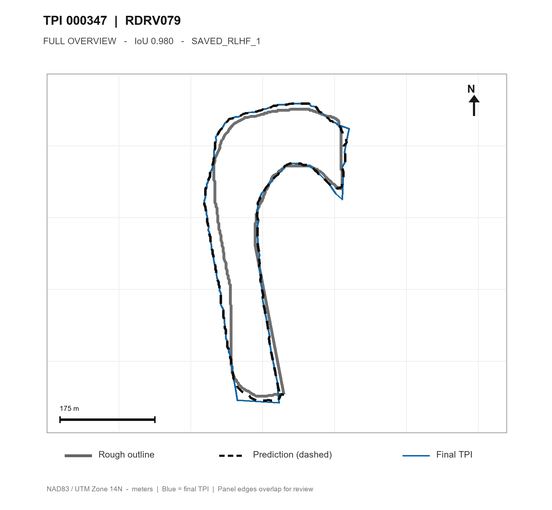 TPI 000347 | RDRV079
FULL OVERVIEW - IoU 0.980 - SAVED_RLHF_1
N
175 m
Rough outline
Prediction (dashed)
Final TPI
NAD83 / UTM Zone 14N - meters | Blue = final TPI | Panel edges overlap for review